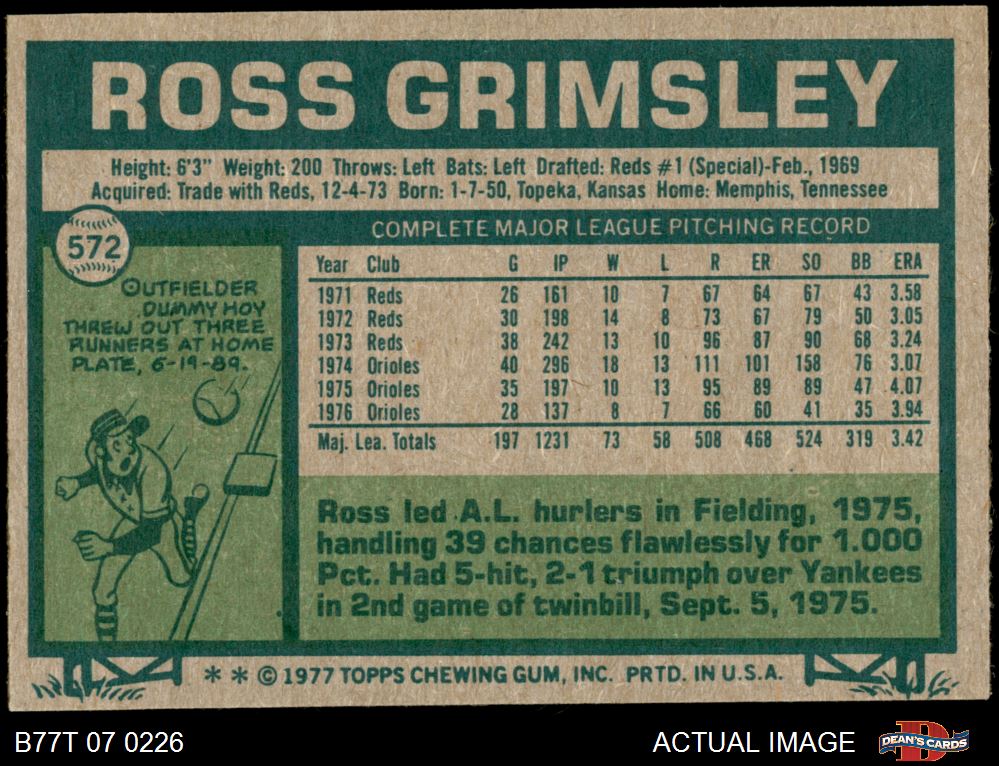 ROSS GRIMSLEY
Height: 6'3" Weight: 200 Throws: Left Bats: Left Drafted: Reds #1 (Special)-Feb., 1969
Acquired: Trade with Reds, 12-4-73 Born: 1-7-50, Topeka, Kansas Home: Memphis, Tennessee
572
OUTFIELDER
DUMMY HOY
THREW OUT THREE
RUNNERS AT HOME
PLATE, 6-19-89.
COMPLETE MAJOR LEAGUE PITCHING RECORD
Year Club G IP W L R ER SO BB ERA
1971 Reds 26 161 10 7 67 64 67 43 3.58
1972 Reds 30 198 14 8 73 67 79 50 3.05
1973 Reds 38 242 13 10 96 87 90 68 3.24
1974 Orioles 40 296 18 13 111 101 158 76 3.07
1975 Orioles 35 197 10 13 95 89 89 47 4.07
1976 Orioles 28 137 8 7 66 60 41 35 3.94
Maj. Lea. Totals 197 1231 73 58 508 468 524 319 3.42
Ross led A.L. hurlers in Fielding, 1975,
handling 39 chances flawlessly for 1.000
Pct. Had 5-hit, 2-1 triumph over Yankees
in 2nd game of twinbill, Sept. 5, 1975.
** © 1977 TOPPS CHEWING GUM, INC. PRTD. IN U.S.A.
B77T 07 0226
ACTUAL IMAGE
DEAN'S CARDS